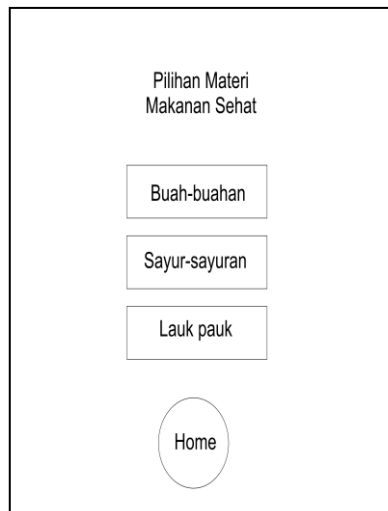 Pilihan Materi
Makanan Sehat
Buah-buahan
Sayur-sayuran
Lauk pauk
Home